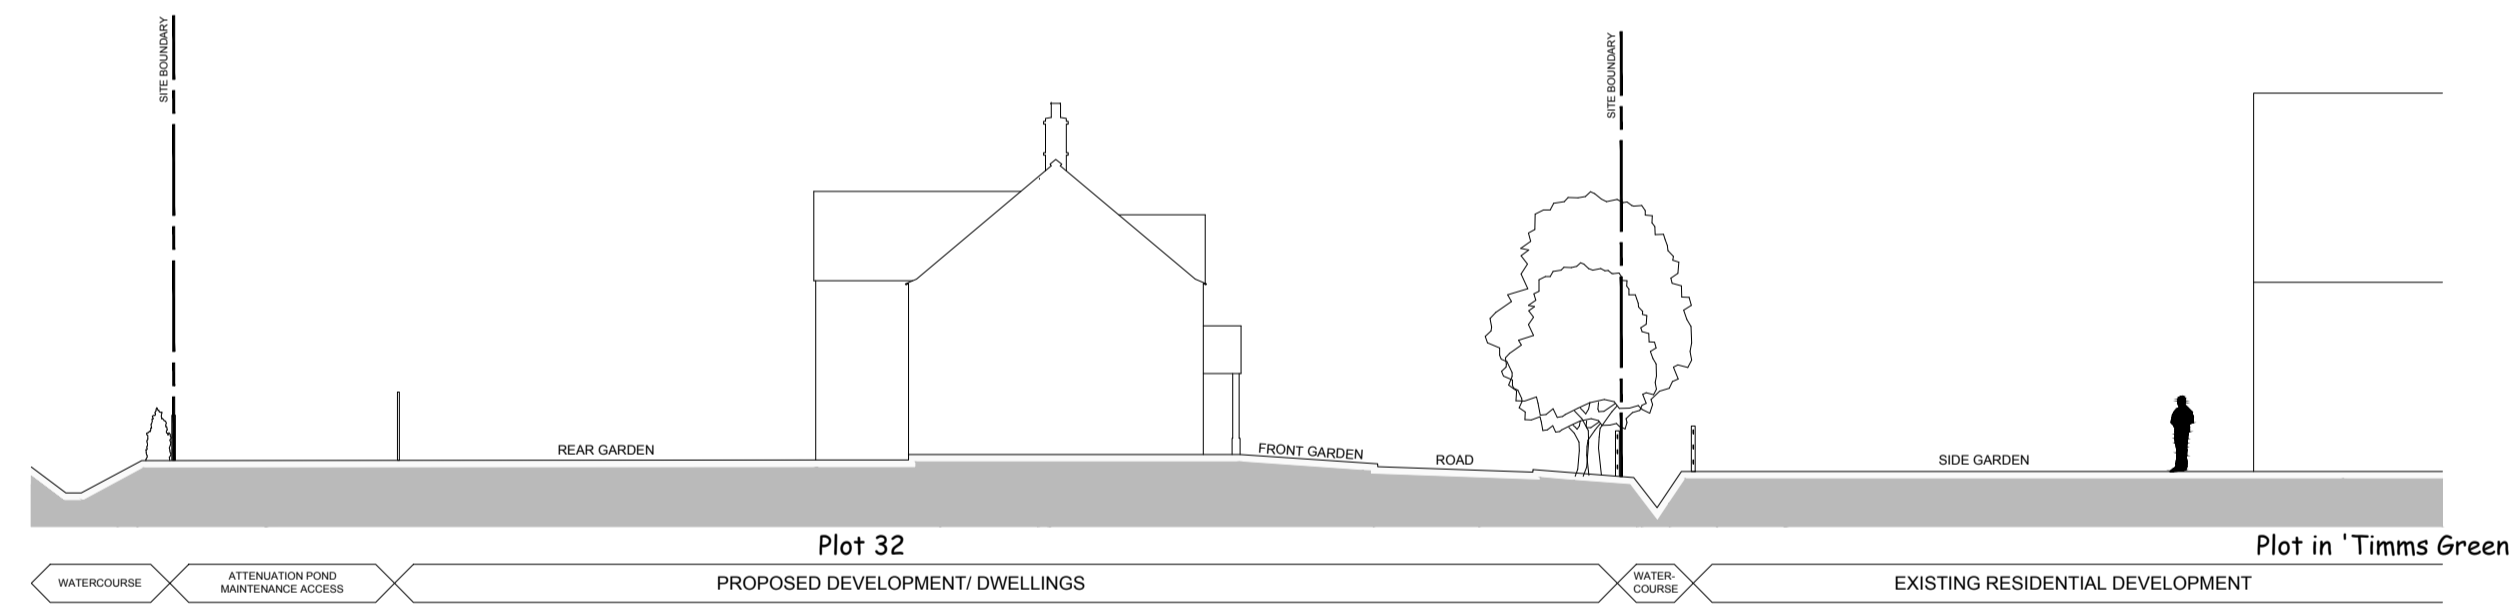 SITE BOUNDARY
SITE BOUNDARY
REAR GARDEN
FRONT GARDEN
ROAD
SIDE GARDEN
Plot 32
Plot in 'Timms Green
WATERCOURSE
ATTENUATION POND
MAINTENANCE ACCESS
PROPOSED DEVELOPMENT/ DWELLINGS
WATER-
COURSE
EXISTING RESIDENTIAL DEVELOPMENT